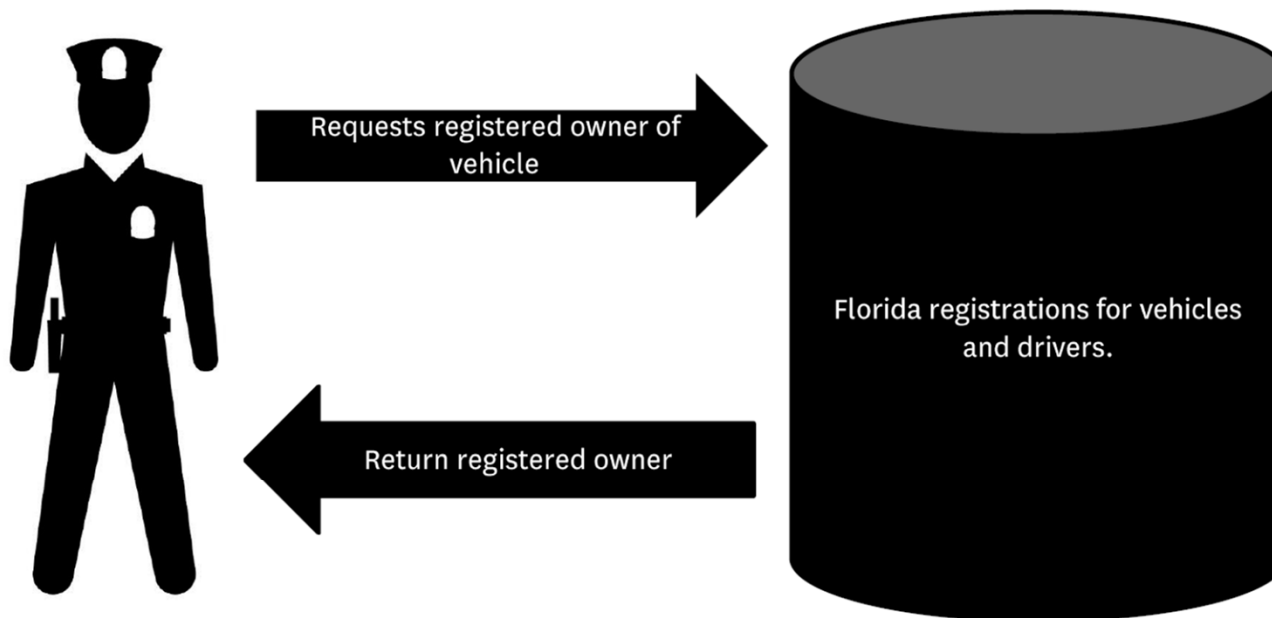 Requests registered owner of
vehicle
Florida registrations for vehicles
and drivers.
Return registered owner